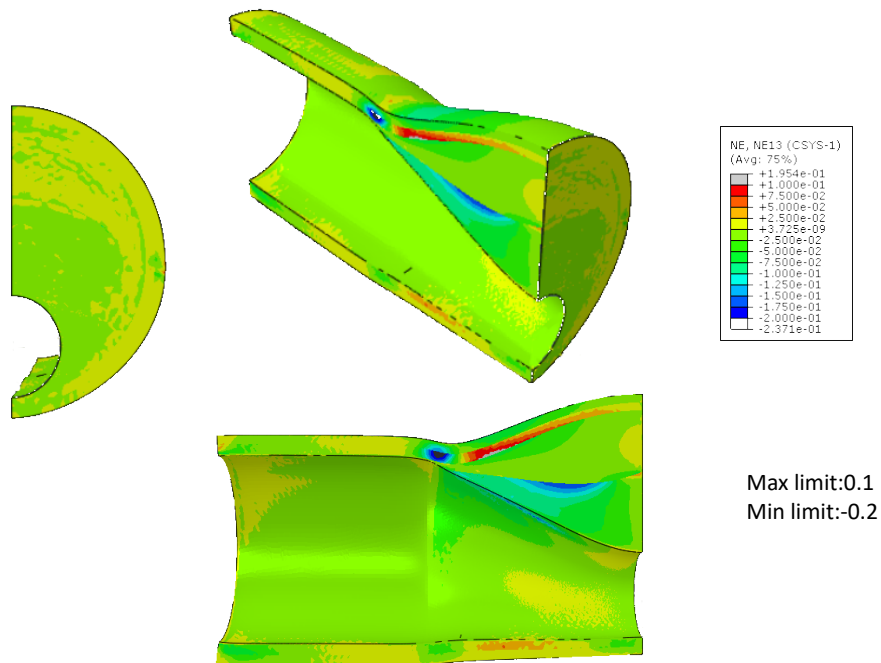 NE, NE13 (CSYS-1)
(Avg: 75%)
+1.954e-01
+1.000e-01
+7.500e-02
+5.000e-02
+2.500e-02
+3.725e-09
-2.500e-02
-5.000e-02
-7.500e-02
-1.000e-01
-1.250e-01
-1.500e-01
-1.750e-01
-2.000e-01
-2.371e-01
Max limit:0.1
Min limit:-0.2